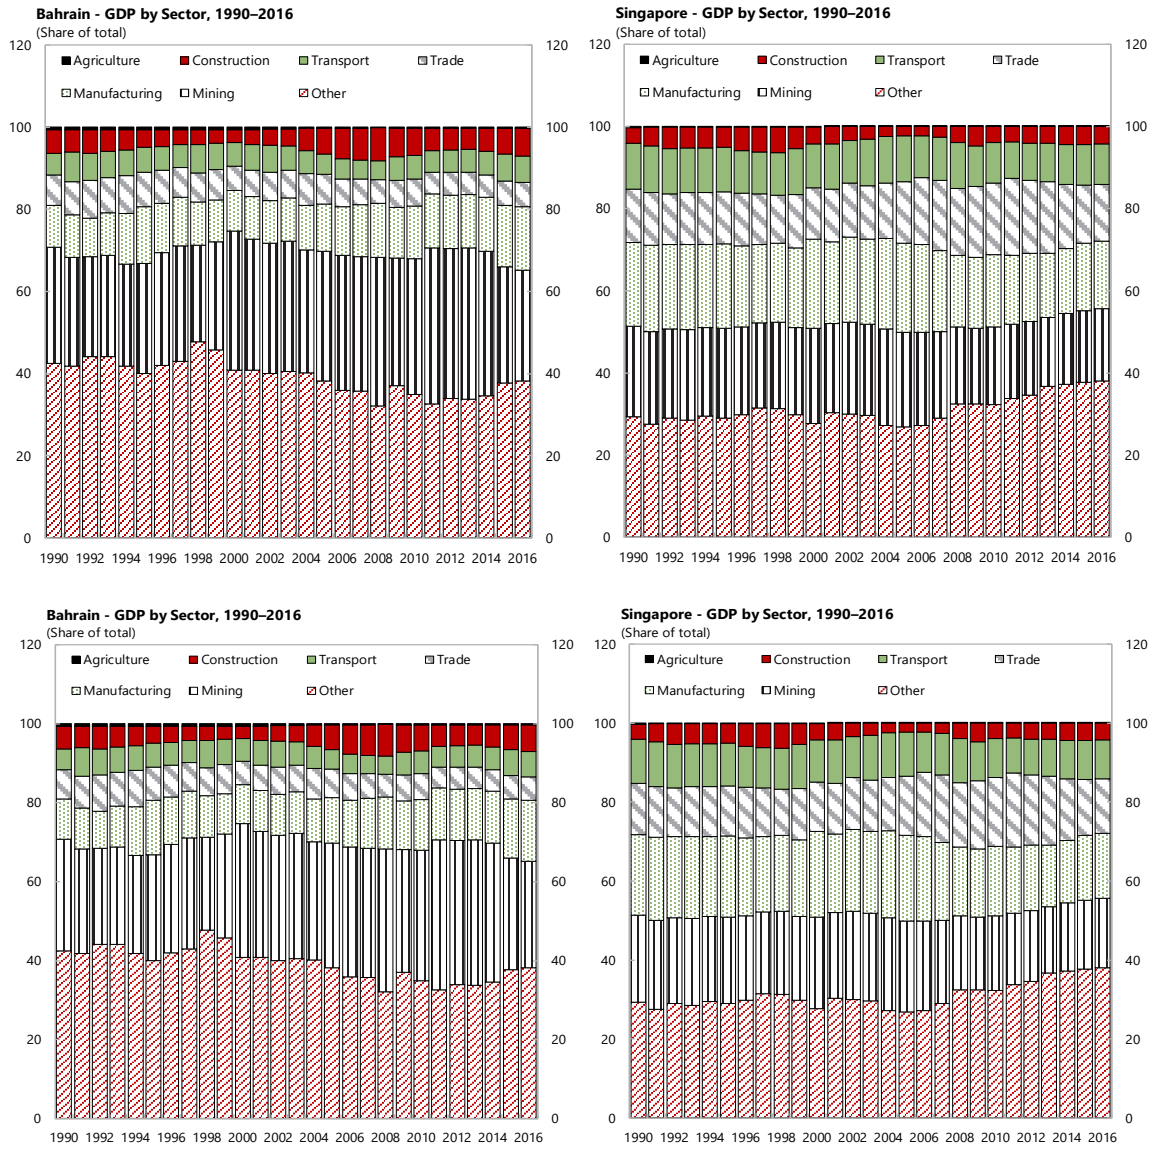 Bahrain - GDP by Sector, 1990–2016
(Share of total)
120 120
Agriculture Construction Transport Trade
Manufacturing Mining Other
100 100
80 80
60 60
40 40
20 20
0 0
1990 1992 1994 1996 1998 2000 2002 2004 2006 2008 2010 2012 2014 2016
Singapore - GDP by Sector, 1990–2016
(Share of total)
120 120
Agriculture Construction Transport Trade
Manufacturing Mining Other
100 100
80 80
60 60
40 40
20 20
0 0
1990 1992 1994 1996 1998 2000 2002 2004 2006 2008 2010 2012 2014 2016
Bahrain - GDP by Sector, 1990–2016
(Share of total)
120 120
Agriculture Construction Transport Trade
Manufacturing Mining Other
100 100
80 80
60 60
40 40
20 20
0 0
1990 1992 1994 1996 1998 2000 2002 2004 2006 2008 2010 2012 2014 2016
Singapore - GDP by Sector, 1990–2016
(Share of total)
120 120
Agriculture Construction Transport Trade
Manufacturing Mining Other
100 100
80 80
60 60
40 40
20 20
0 0
1990 1992 1994 1996 1998 2000 2002 2004 2006 2008 2010 2012 2014 2016